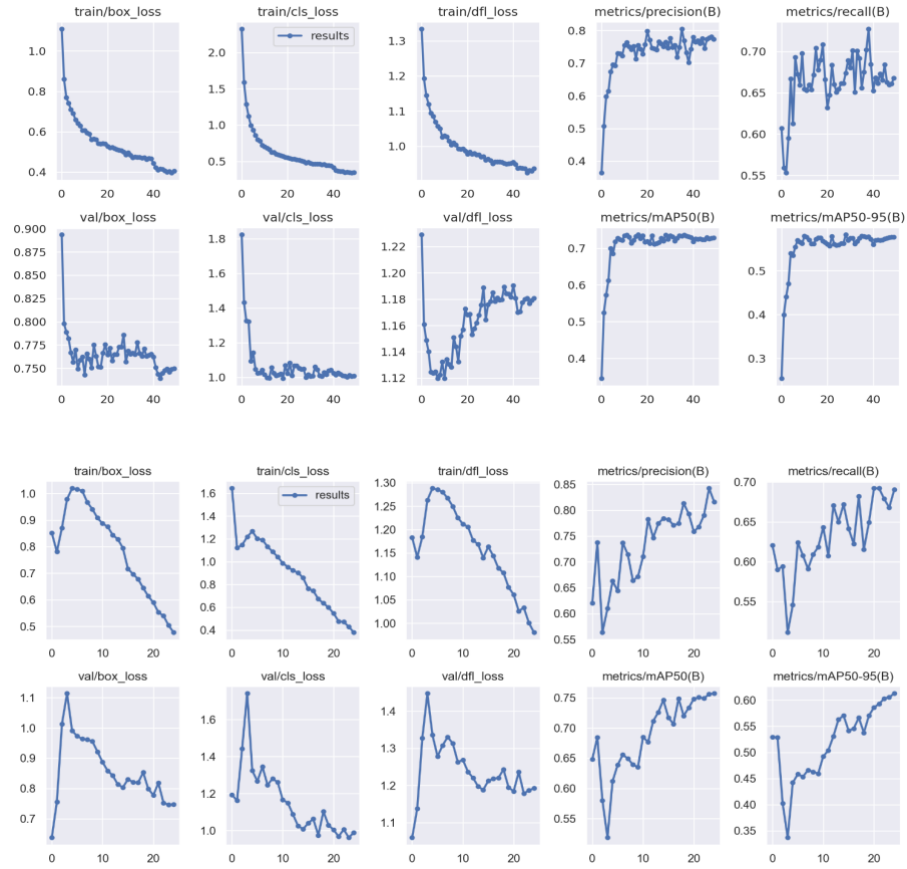 train/box_loss train/cls_loss train/dfl_loss metrics/precision(B) metrics/recall(B)
results
1.0 0.8 0.6 0.4
2.0 1.5 1.0 0.5
1.3 1.2 1.1 1.0
0.8 0.7 0.6 0.5 0.4
0.70 0.65 0.60 0.55
0 20 40 0 20 40 0 20 40 0 20 40 0 20 40
val/box_loss val/cls_loss val/dfl_loss metrics/mAP50(B) metrics/mAP50-95(B)
0.900 0.875 0.850 0.825 0.800 0.775 0.750
1.8 1.6 1.4 1.2 1.0
1.22 1.20 1.18 1.16 1.14 1.12
0.7 0.6 0.5 0.4
0.5 0.4 0.3
0 20 40 0 20 40 0 20 40 0 20 40 0 20 40
train/box_loss train/cls_loss train/dfl_loss metrics/precision(B) metrics/recall(B)
results
1.0 0.9 0.8 0.7 0.6 0.5
1.6 1.4 1.2 1.0 0.8 0.6 0.4
1.30 1.25 1.20 1.15 1.10 1.05 1.00
0.85 0.80 0.75 0.70 0.65 0.60 0.55
0.70 0.65 0.60 0.55
0 10 20 0 10 20 0 10 20 0 10 20 0 10 20
val/box_loss val/cls_loss val/dfl_loss metrics/mAP50(B) metrics/mAP50-95(B)
1.1 1.0 0.9 0.8 0.7
1.6 1.4 1.2 1.0
1.4 1.3 1.2 1.1
0.75 0.70 0.65 0.60 0.55
0.60 0.55 0.50 0.45 0.40 0.35
0 10 20 0 10 20 0 10 20 0 10 20 0 10 20